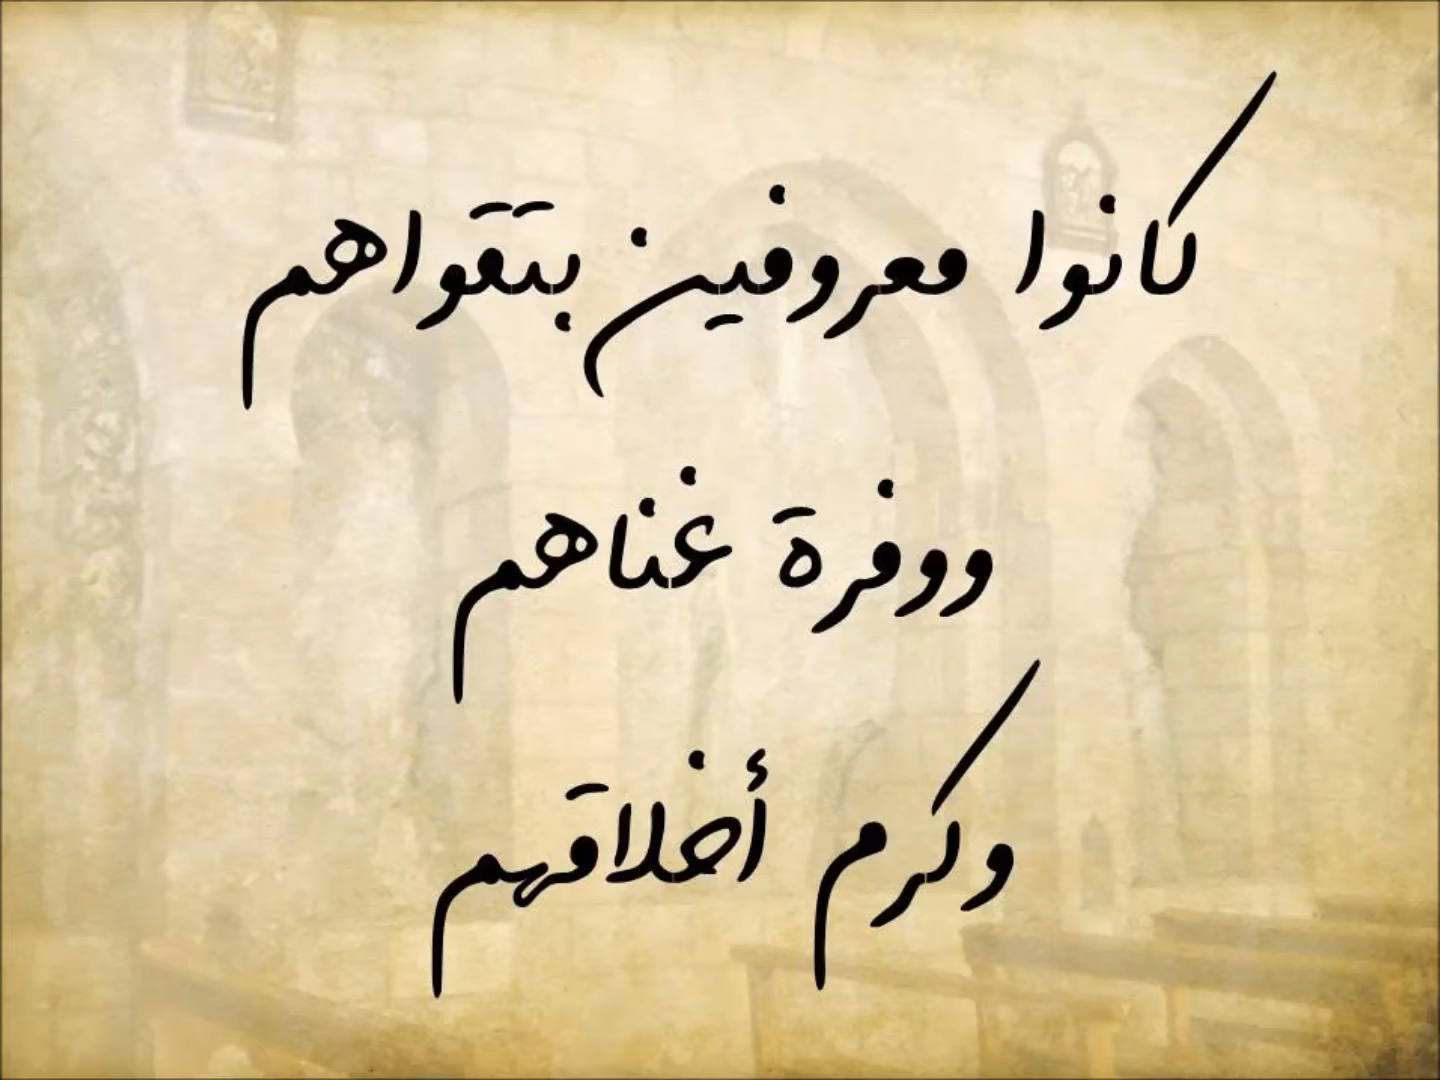 كانوا معروفين بتقواهم
ووفرة غناهم
وكرم أخلاقهم